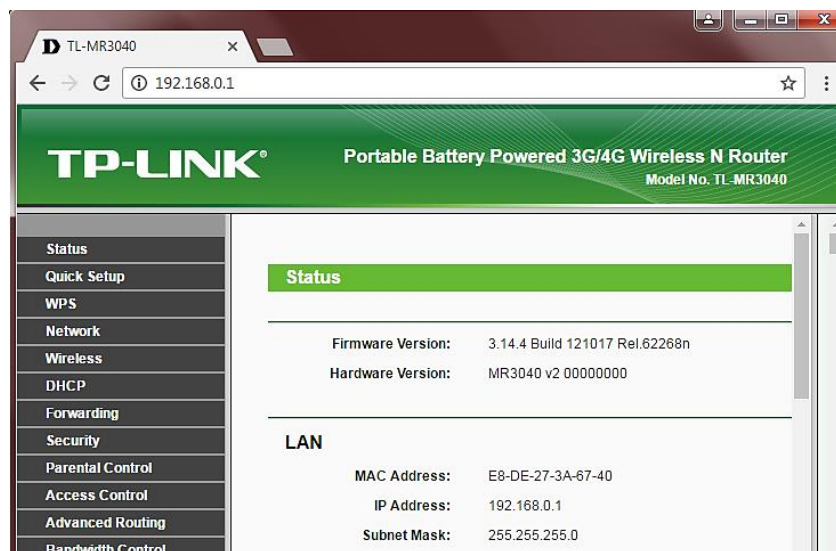 TL-MR3040
192.168.0.1
TP-LINK®
Portable Battery Powered 3G/4G Wireless N Router
Model No. TL-MR3040
Status
Quick Setup
WPS
Network
Wireless
DHCP
Forwarding
Security
Parental Control
Access Control
Advanced Routing
Bandwidth Control
Status
Firmware Version: 3.14.4 Build 121017 Rel.62268n
Hardware Version: MR3040 v2 00000000
LAN
MAC Address: E8-DE-27-3A-67-40
IP Address: 192.168.0.1
Subnet Mask: 255.255.255.0